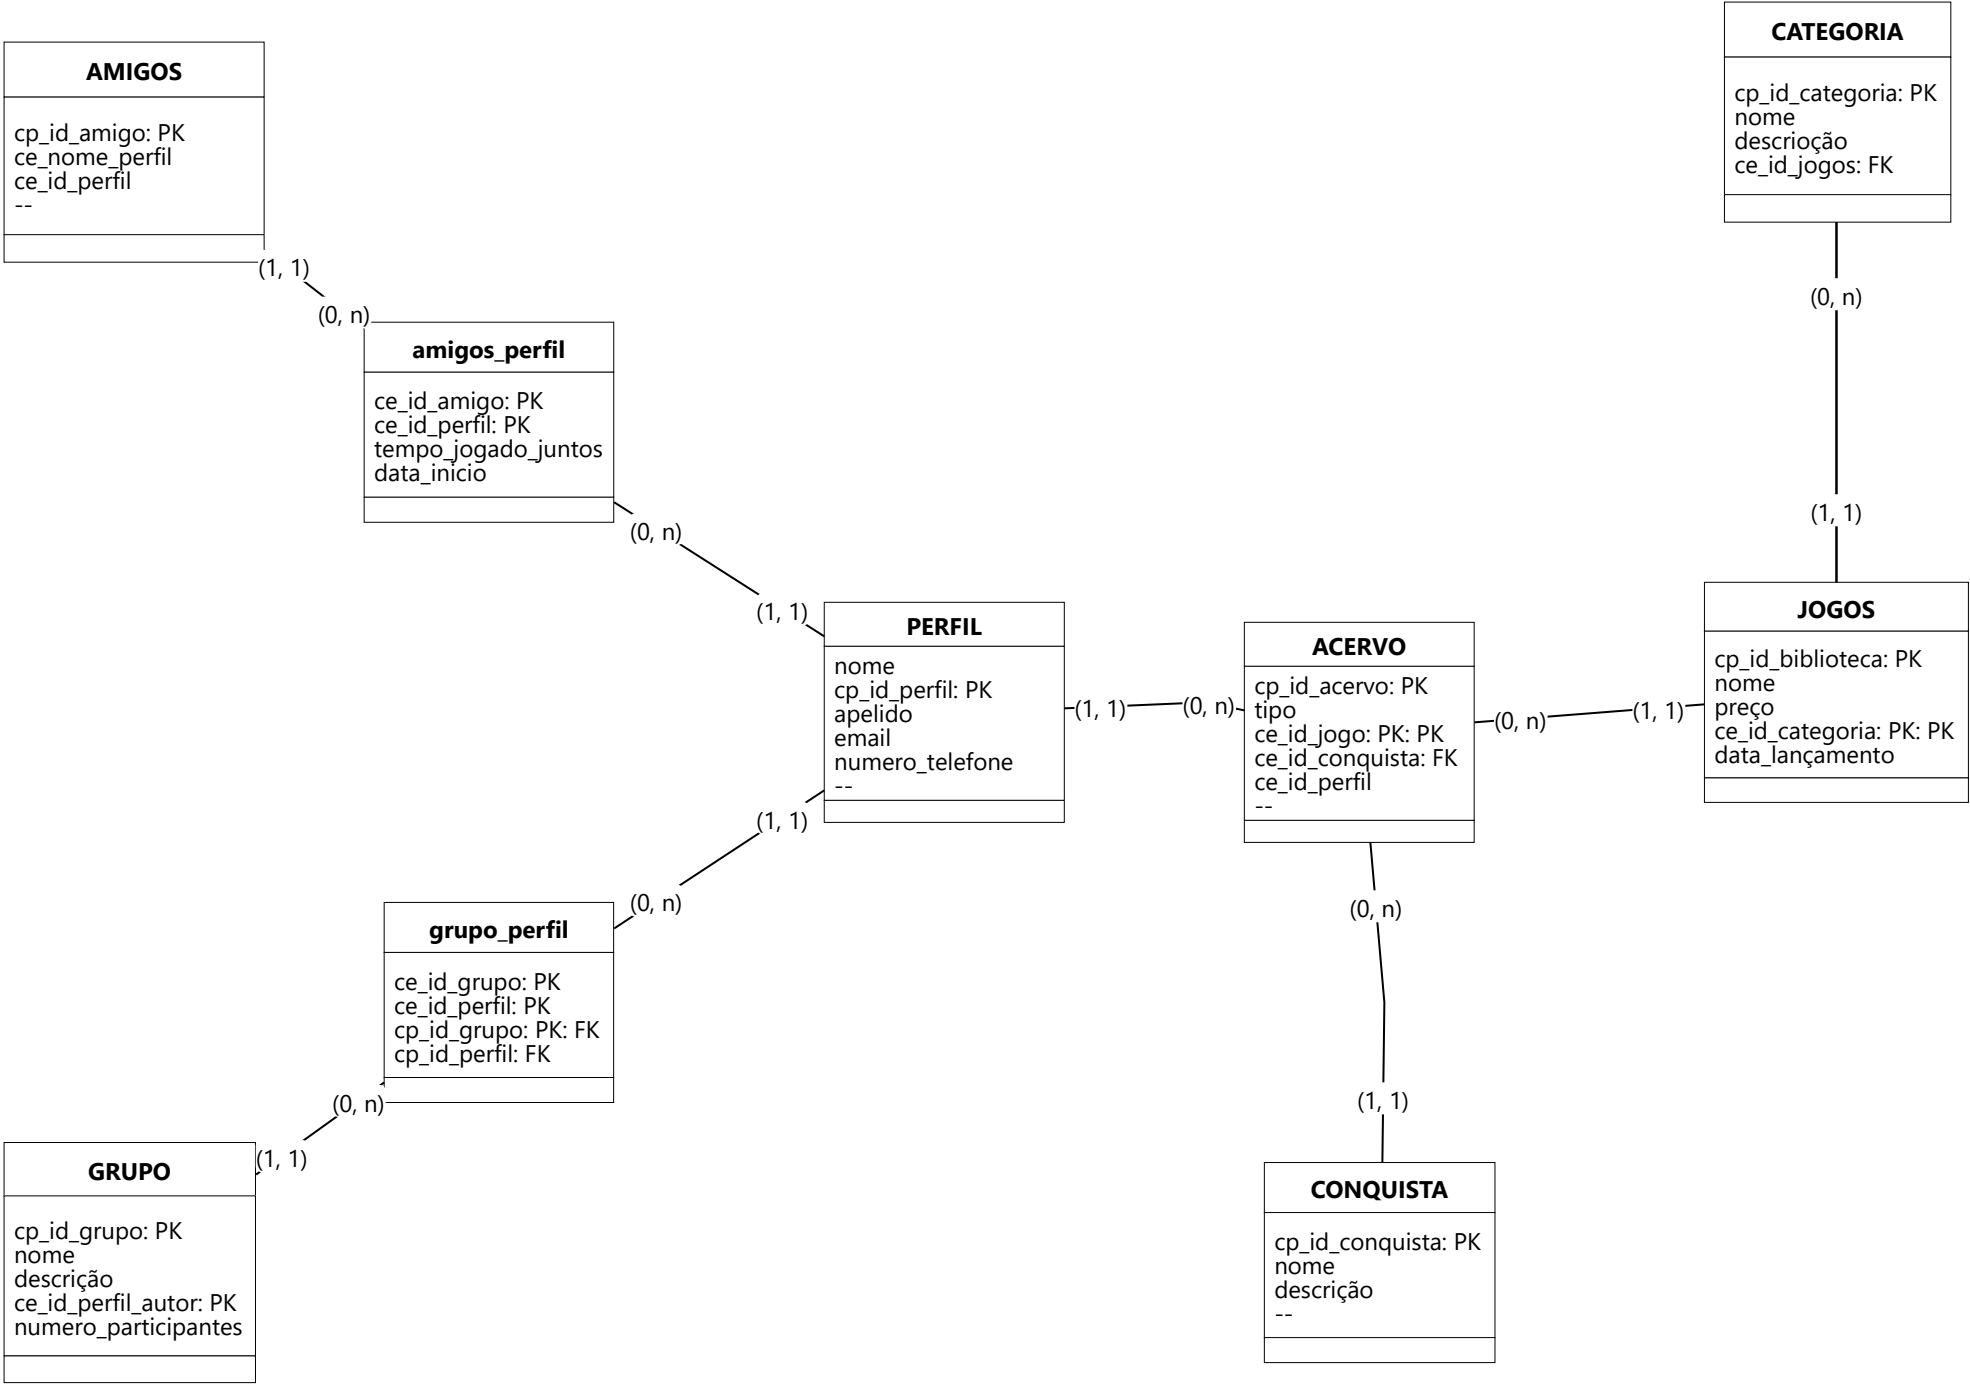 AMIGOS
cp_id_amigo: PK
ce_nome_perfil
ce_id_perfil
--
(1, 1)
(0, n)
amigos_perfil
ce_id_amigo: PK
ce_id_perfil: PK
tempo_jogado_juntos
data_inicio
(0, n)
(1, 1)
PERFIL
nome
cp_id_perfil: PK
apelido
email
numero_telefone
--
(1, 1)
(0, n)
grupo_perfil
ce_id_grupo: PK
ce_id_perfil: PK
cp_id_grupo: PK: FK
cp_id_perfil: FK
(0, n)
(1, 1)
GRUPO
cp_id_grupo: PK
nome
descrição
ce_id_perfil_autor: PK
numero_participantes
(1, 1)
(0, n)
ACERVO
cp_id_acervo: PK
tipo
ce_id_jogo: PK: PK
ce_id_conquista: FK
ce_id_perfil
--
(0, n)
(1, 1)
CONQUISTA
cp_id_conquista: PK
nome
descrição
--
(0, n)
(1, 1)
JOGOS
cp_id_biblioteca: PK
nome
preço
ce_id_categoria: PK: PK
data_lançamento
(1, 1)
(0, n)
CATEGORIA
cp_id_categoria: PK
nome
descrioção
ce_id_jogos: FK